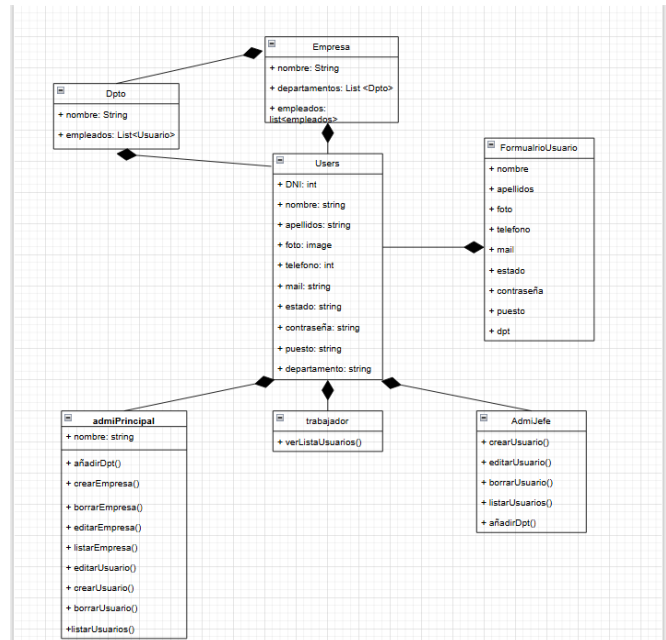 Empresa
+ nombre: String
+ departamentos: List <Dpto>
+ empleados:
list<empleados>
Dpto
+ nombre: String
+ empleados: List<Usuario>
Users
+ DNI: int
+ nombre: string
+ apellidos: string
+ foto: image
+ telefono: int
+ mail: string
+ estado: string
+ contraseña: string
+ puesto: string
+ departamento: string
FormualrioUsuario
+ nombre
+ apellidos
+ foto
+ telefono
+ mail
+ estado
+ contraseña
+ puesto
+ dpt
admiPrincipal
+ nombre: string
+ añadirDpt()
+ crearEmpresa()
+ borrarEmpresa()
+ editarEmpresa()
+ listarEmpresa()
+ editarUsuario()
+ crearUsuario()
+ borrarUsuario()
+listarUsuarios()
trabajador
+ verListaUsuarios()
AdmiJefe
+ crearUsuario()
+ editarUsuario()
+ borrarUsuario()
+ listarUsuarios()
+ añadirDpt()